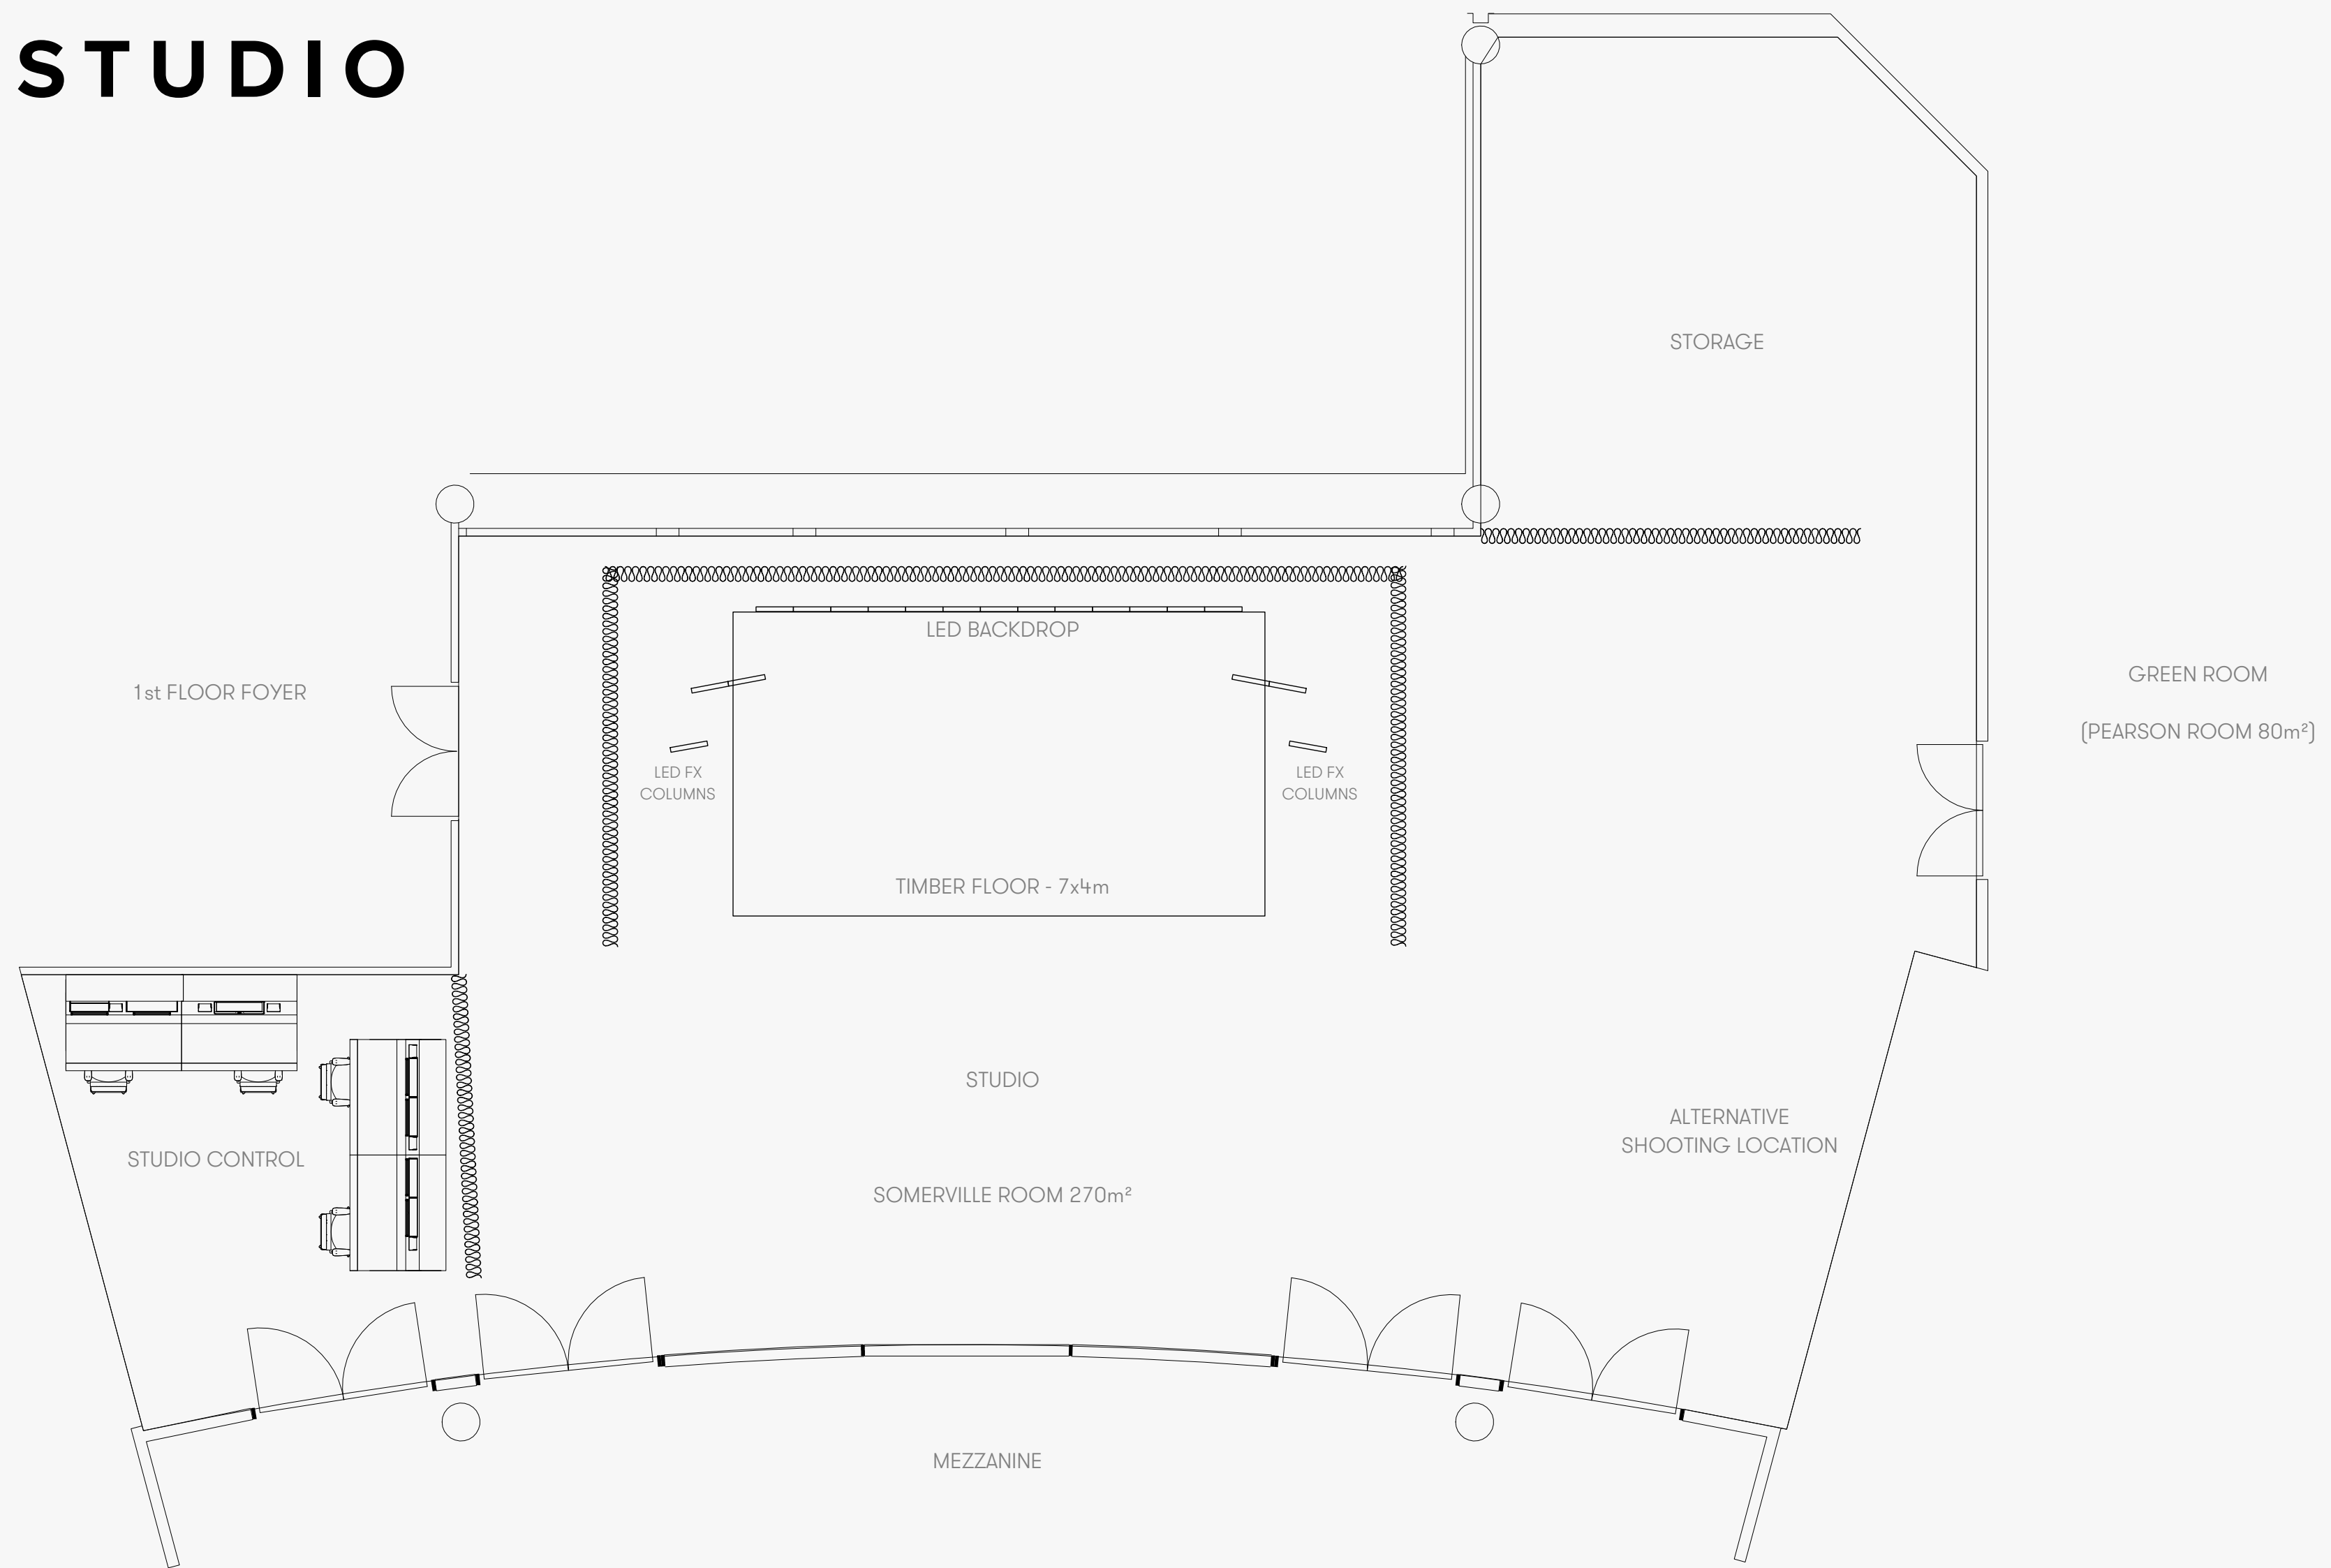 STUDIO
STORAGE
LED BACKDROP
1st FLOOR FOYER
GREEN ROOM
(PEARSON ROOM 80m²)
LED FX
COLUMNS
LED FX
COLUMNS
TIMBER FLOOR - 7x4m
STUDIO
ALTERNATIVE
SHOOTING LOCATION
STUDIO CONTROL
SOMERVILLE ROOM 270m²
MEZZANINE